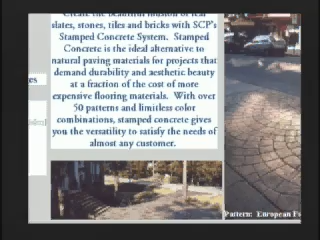 Create the beautiful illusion of real
slates, stones, tiles and bricks with SCP's
Stamped Concrete System. Stamped
Concrete is the ideal alternative to
natural paving materials for projects that
demand durability and aesthetic beauty
at a fraction of the cost of more
expensive flooring materials. With over
50 patterns and limitless color
combinations, stamped concrete gives
you the versatility to satisfy the needs of
almost any customer.
es
Pattern: European